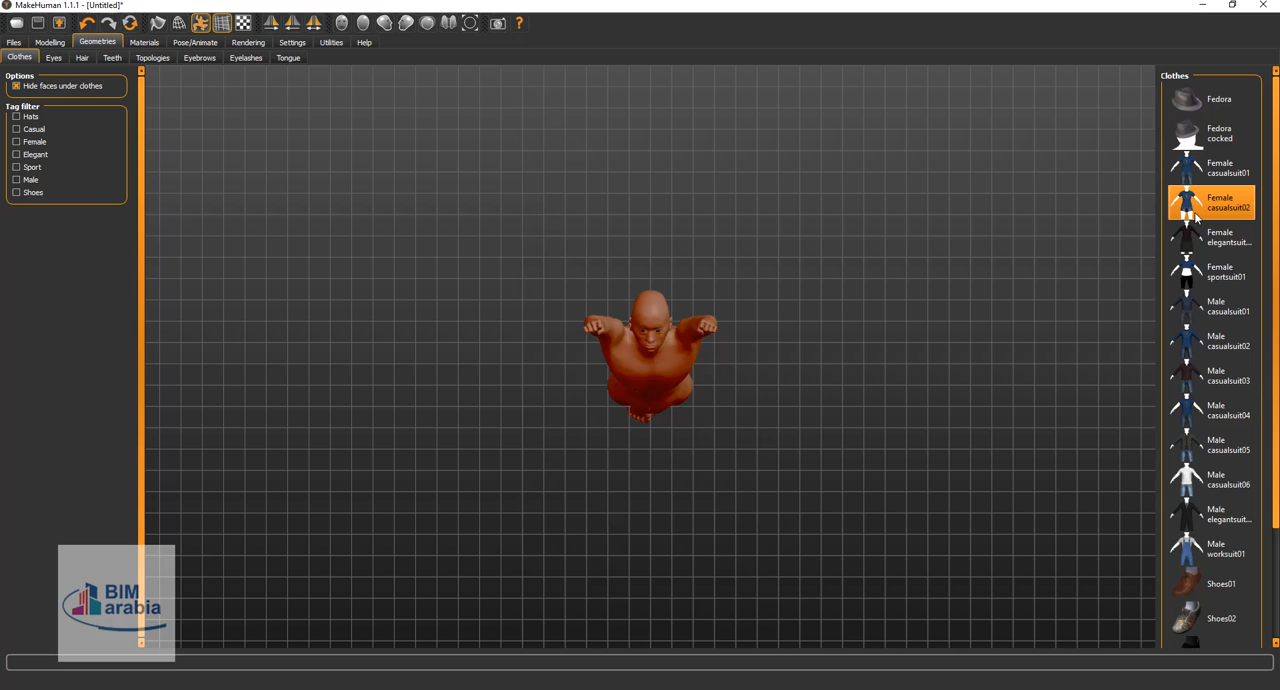 MakeHuman 1.1.1 - [Untitled]*
Files Modelling Geometries Materials Pose/Animate Rendering Settings Utilities Help
Clothes Eyes Hair Teeth Topologies Eyebrows Eyelashes Tongue
Options
Hide faces under clothes
Tag filter
Hats
Casual
Female
Elegant
Sport
Male
Shoes
Clothes
Fedora
Fedora
cocked
Female
casualsuit01
Female
casualsuit02
Female
elegantsuit...
Female
sportsuit01
Male
casualsuit01
Male
casualsuit02
Male
casualsuit03
Male
casualsuit04
Male
casualsuit05
Male
casualsuit06
Male
elegantsuit...
Male
worksuit01
Shoes01
Shoes02
BIM
arabia